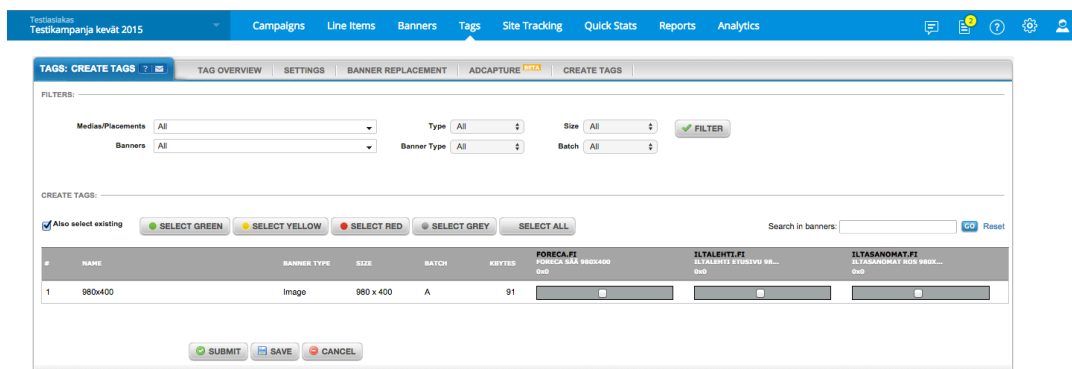 Testiasiakas
Testikampanja kevät 2015
Campaigns Line Items Banners Tags Site Tracking Quick Stats Reports Analytics
2 ?
TAGS: CREATE TAGS ?
TAG OVERVIEW SETTINGS BANNER REPLACEMENT ADCAPTURE BETA CREATE TAGS
FILTERS:
Medias/Placements All Type All Size All FILTER
Banners All Banner Type All Batch All
CREATE TAGS:
Also select existing SELECT GREEN SELECT YELLOW SELECT RED SELECT GREY SELECT ALL Search in banners: GO Reset
# NAME BANNER TYPE SIZE BATCH KBYTES
FORECA.FI ILTALEHTI.FI ILTASANOMAT.FI
FORECA SÄÄ 980X400 ILTALEHTI ETUSIVU 98... ILTASANOMAT ROS 980X...
0x0 0x0 0x0
1 980x400 Image 980 x 400 A 91
SUBMIT SAVE CANCEL